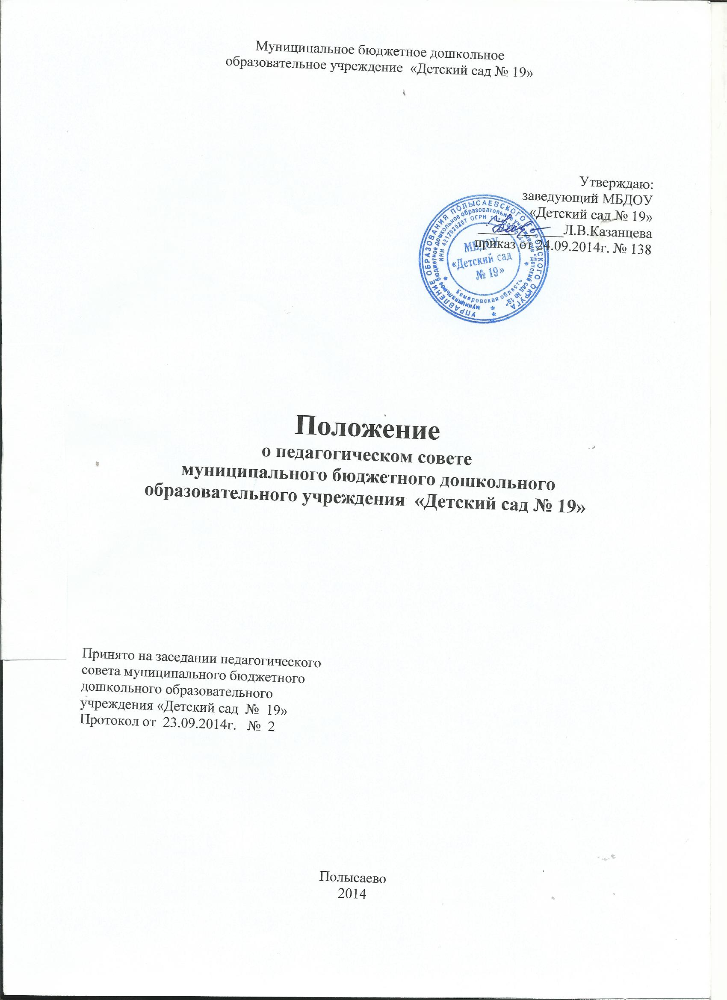 Муниципальное бюджетное дошкольное
образовательное учреждение «Детский сад № 19»
Утверждаю:
заведующий МБДОУ
«Детский сад № 19»
____________Л.В.Казанцева
приказ от 24.09.2014г. № 138
УПРАВЛЕНИЕ ОБРАЗОВАНИЯ ПОЛЫСАЕВСКОГО ГОРОДСКОГО ОКРУГА
муниципальное бюджетное дошкольное образовательное учреждение "Детский сад № 19"
ИНН 4212020207 ОГРН
Кемеровская область
МБДОУ
«Детский сад
№ 19»
Положение
о педагогическом совете
муниципального бюджетного дошкольного
образовательного учреждения «Детский сад № 19»
Принято на заседании педагогического
совета муниципального бюджетного
дошкольного образовательного
учреждения «Детский сад № 19»
Протокол от 23.09.2014г. № 2
Полысаево
2014